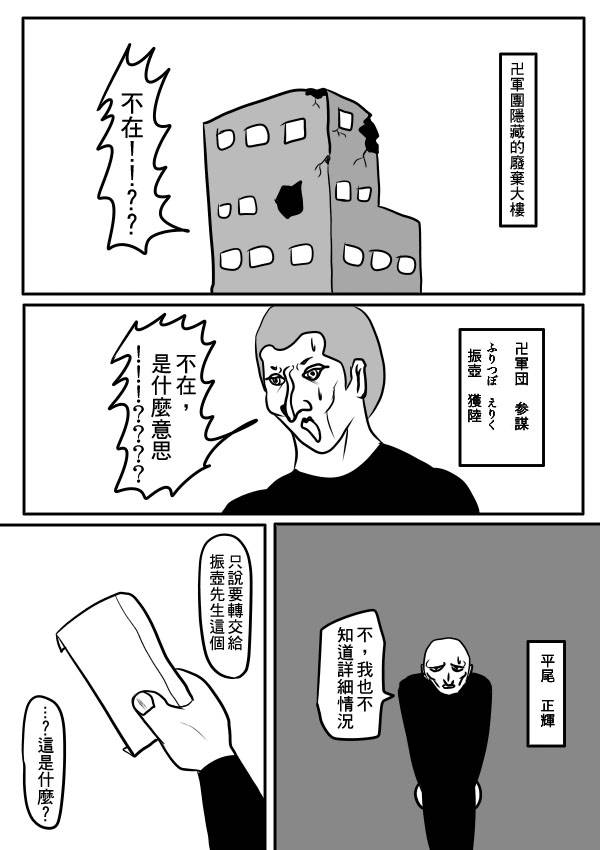 卍軍團隱藏的廢棄大樓
不在！！？？
卍軍団　参謀
ふりつぼ　えりく
振壺　獲陸
不在，
是什麼意思
！！！？？？？
平尾　正輝
不，我也不
知道詳細情況
只說要轉交給
振壺先生這個
…？這是什麼？